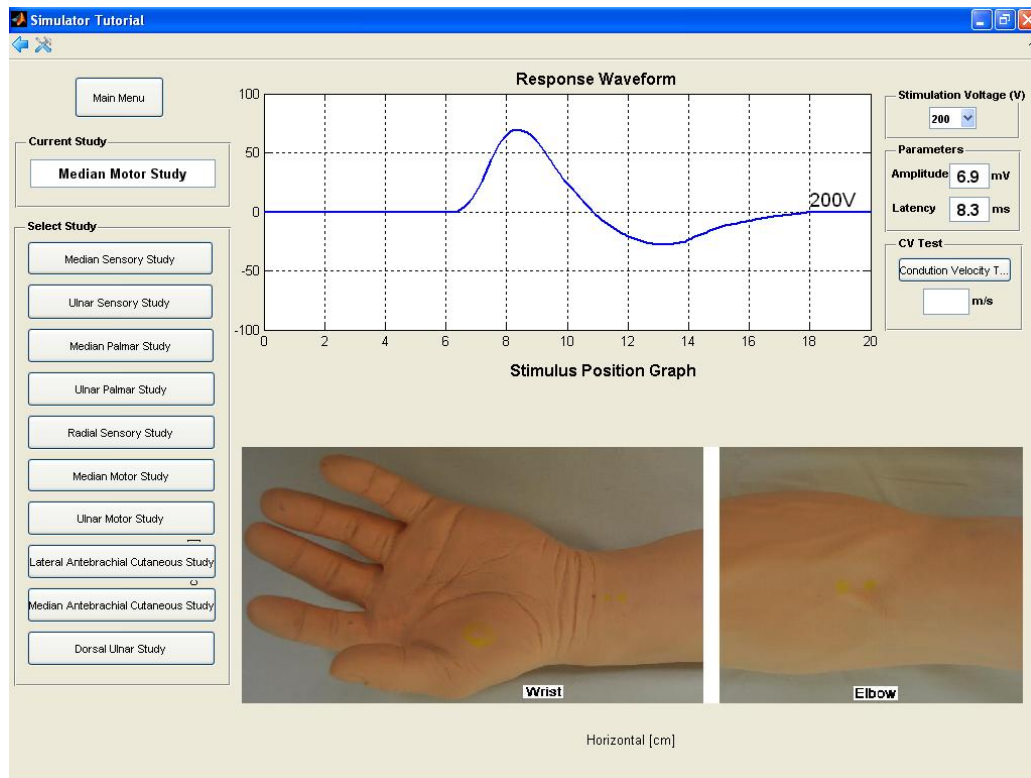 Simulator Tutorial
Main Menu
Current Study
Median Motor Study
Select Study
Median Sensory Study
Ulnar Sensory Study
Median Palmar Study
Ulnar Palmar Study
Radial Sensory Study
Median Motor Study
Ulnar Motor Study
Lateral Antebrachial Cutaneous Study
Median Antebrachial Cutaneous Study
Dorsal Ulnar Study
Response Waveform
100
50
0
-50
-100
200V
0 2 4 6 8 10 12 14 16 18 20
Stimulus Position Graph
Wrist
Elbow
Horizontal [cm]
Stimulation Voltage (V)
200
Parameters
Amplitude 6.9 mV
Latency 8.3 ms
CV Test
Condution Velocity T...
m/s